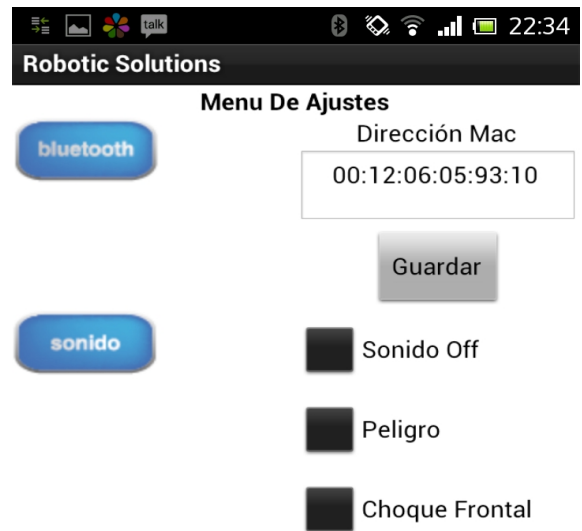 talk
22:34
Robotic Solutions
Menu De Ajustes
bluetooth
Dirección Mac
00:12:06:05:93:10
Guardar
sonido
Sonido Off
Peligro
Choque Frontal